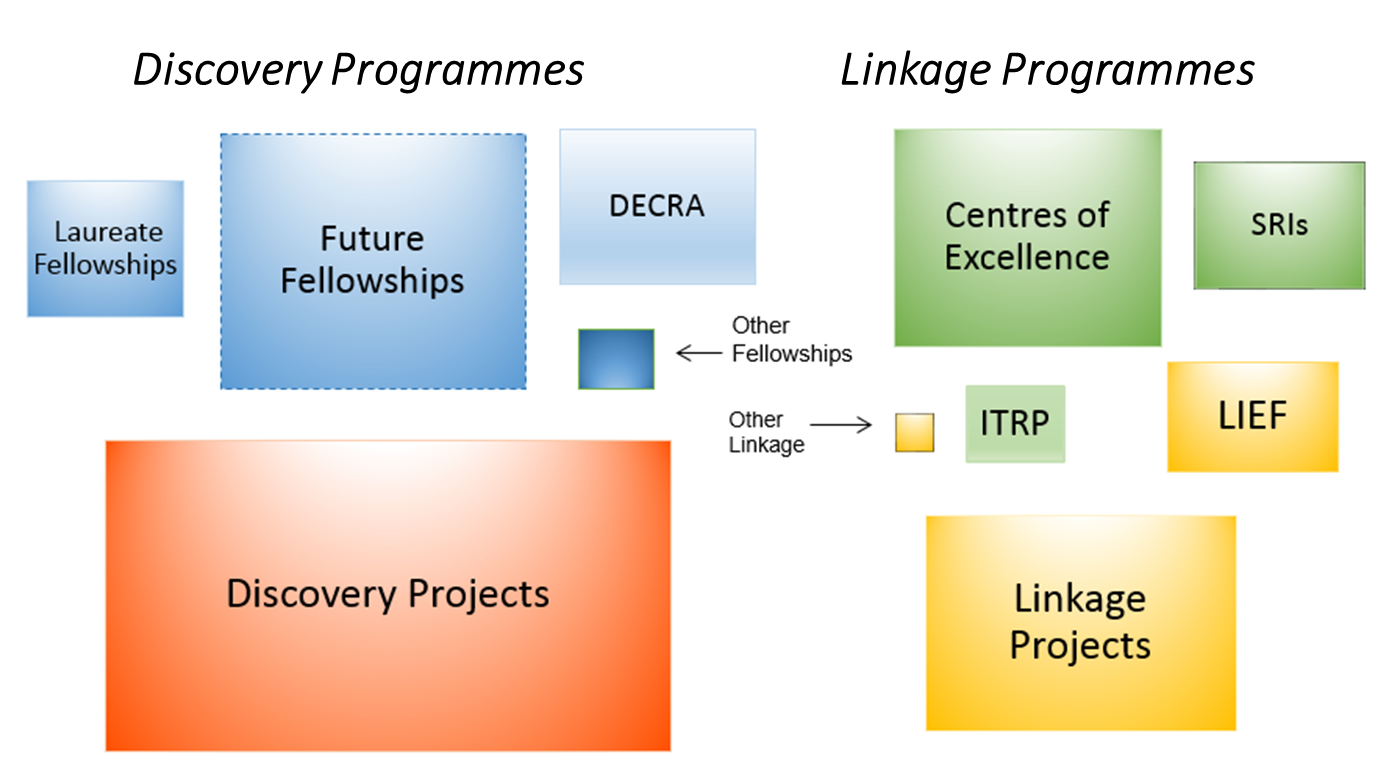 Discovery Programmes
Linkage Programmes
Laureate
Fellowships
Future
Fellowships
DECRA
Centres of
Excellence
SRIs
Other
Fellowships
Other
Linkage
ITRP
LIEF
Discovery Projects
Linkage
Projects